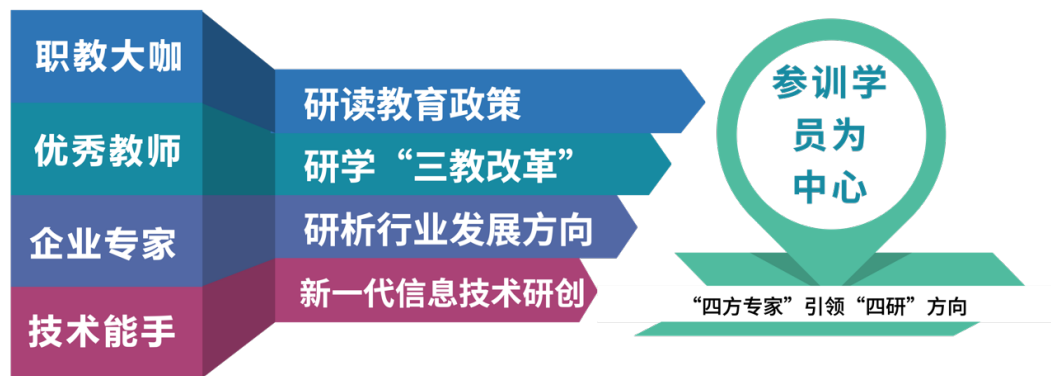 职教大咖
优秀教师
企业专家
技术能手
研读教育政策
研学“三教改革”
研析行业发展方向
新一代信息技术研创
参训学
员为
中心
“四方专家”引领“四研”方向